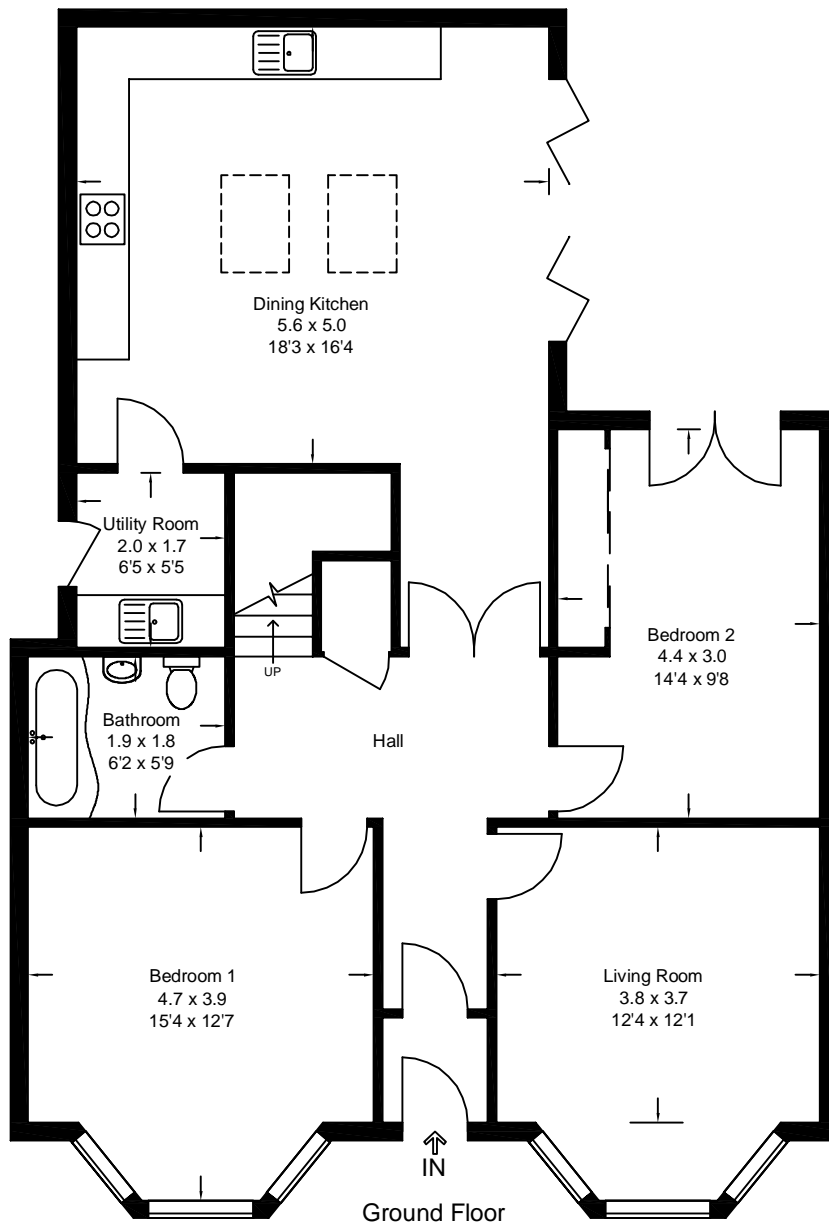 Dining Kitchen
5.6 x 5.0
18'3 x 16'4
Utility Room
2.0 x 1.7
6'5 x 5'5
UP
Bedroom 2
4.4 x 3.0
14'4 x 9'8
Bathroom
1.9 x 1.8
6'2 x 5'9
Hall
Bedroom 1
4.7 x 3.9
15'4 x 12'7
Living Room
3.8 x 3.7
12'4 x 12'1
IN
Ground Floor